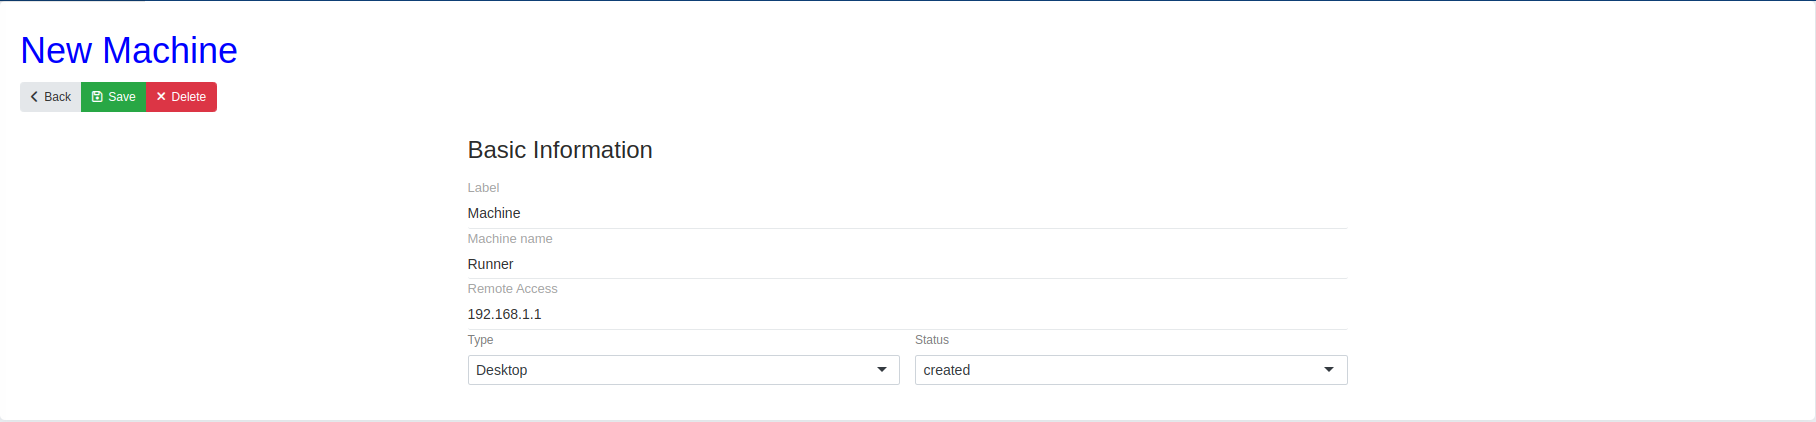 New Machine
Back Save Delete
Basic Information
Label
Machine
Machine name
Runner
Remote Access
192.168.1.1
Type Status
Desktop created